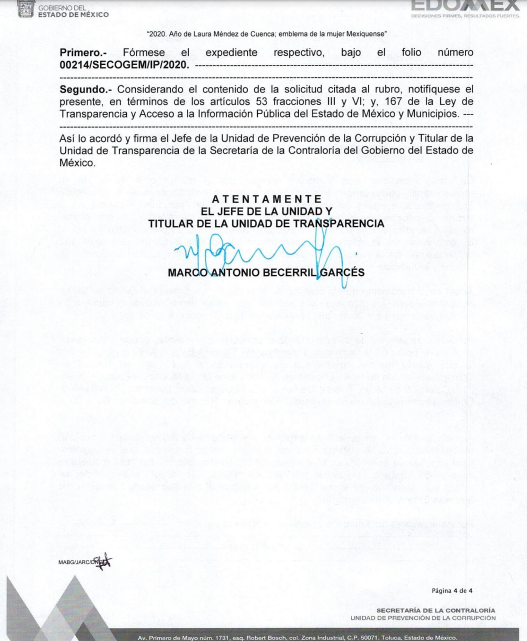 GOBIERNO DEL
ESTADO DE MÉXICO
EDOMEX
DECISIONES FIRMES, RESULTADOS FUERTES.
"2020. Año de Laura Méndez de Cuenca; emblema de la mujer Mexiquense"
Primero.- Fórmese el expediente respectivo, bajo el folio número
00214/SECOGEM/IP/2020. ---
Segundo.- Considerando el contenido de la solicitud citada al rubro, notifíquese el
presente, en términos de los artículos 53 fracciones III y VI; y, 167 de la Ley de
Transparencia y Acceso a la Información Pública del Estado de México y Municipios. ---
Así lo acordó y firma el Jefe de la Unidad de Prevención de la Corrupción y Titular de la
Unidad de Transparencia de la Secretaría de la Contraloría del Gobierno del Estado de
México.
A T E N T A M E N T E
EL JEFE DE LA UNIDAD Y
TITULAR DE LA UNIDAD DE TRANSPARENCIA
MARCO ANTONIO BECERRIL GARCÉS
MABG/JARC/
Página 4 de 4
SECRETARÍA DE LA CONTRALORÍA
UNIDAD DE PREVENCIÓN DE LA CORRUPCIÓN
Av. Primero de Mayo núm. 1731, esq. Robert Bosch, col. Zona Industrial, C.P. 50071, Toluca, Estado de México.